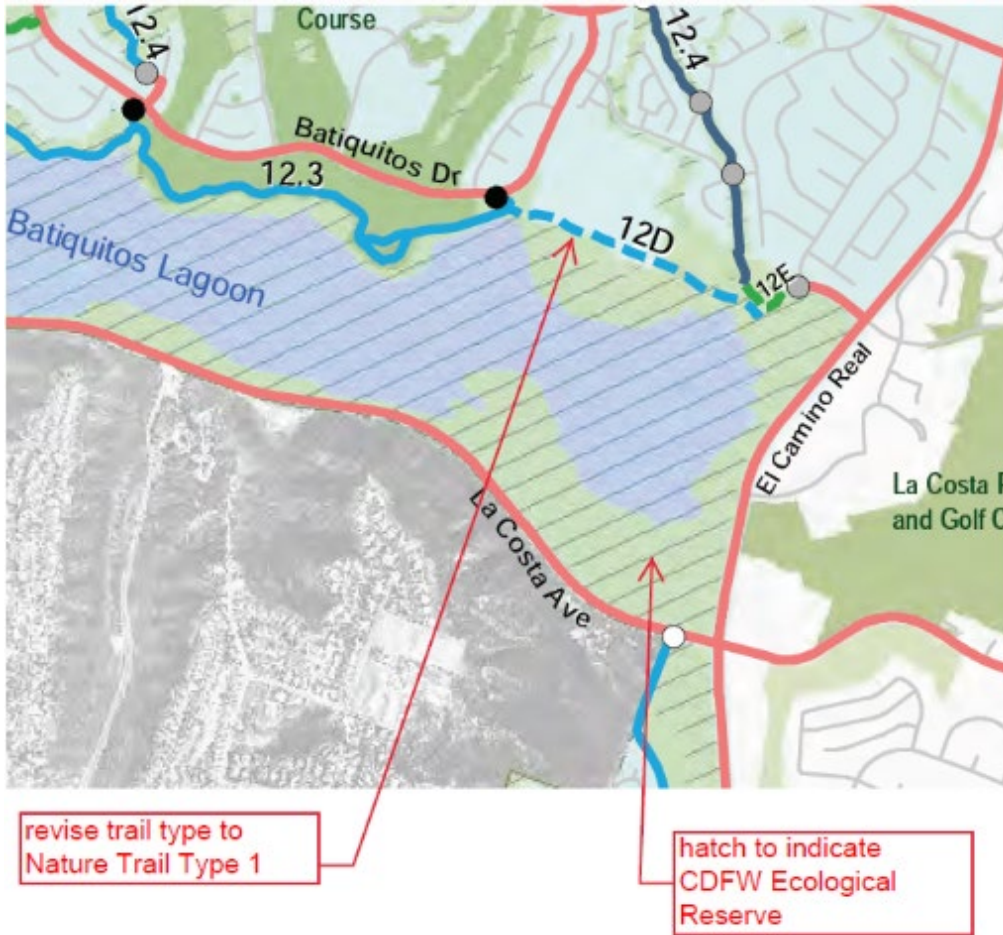 Course
12.4
12.4
Batiquitos Dr
12.3
12D
12E
Batiquitos Lagoon
El Camino Real
La Costa
and Golf
La Costa Ave
revise trail type to
Nature Trail Type 1
hatch to indicate
CDFW Ecological
Reserve